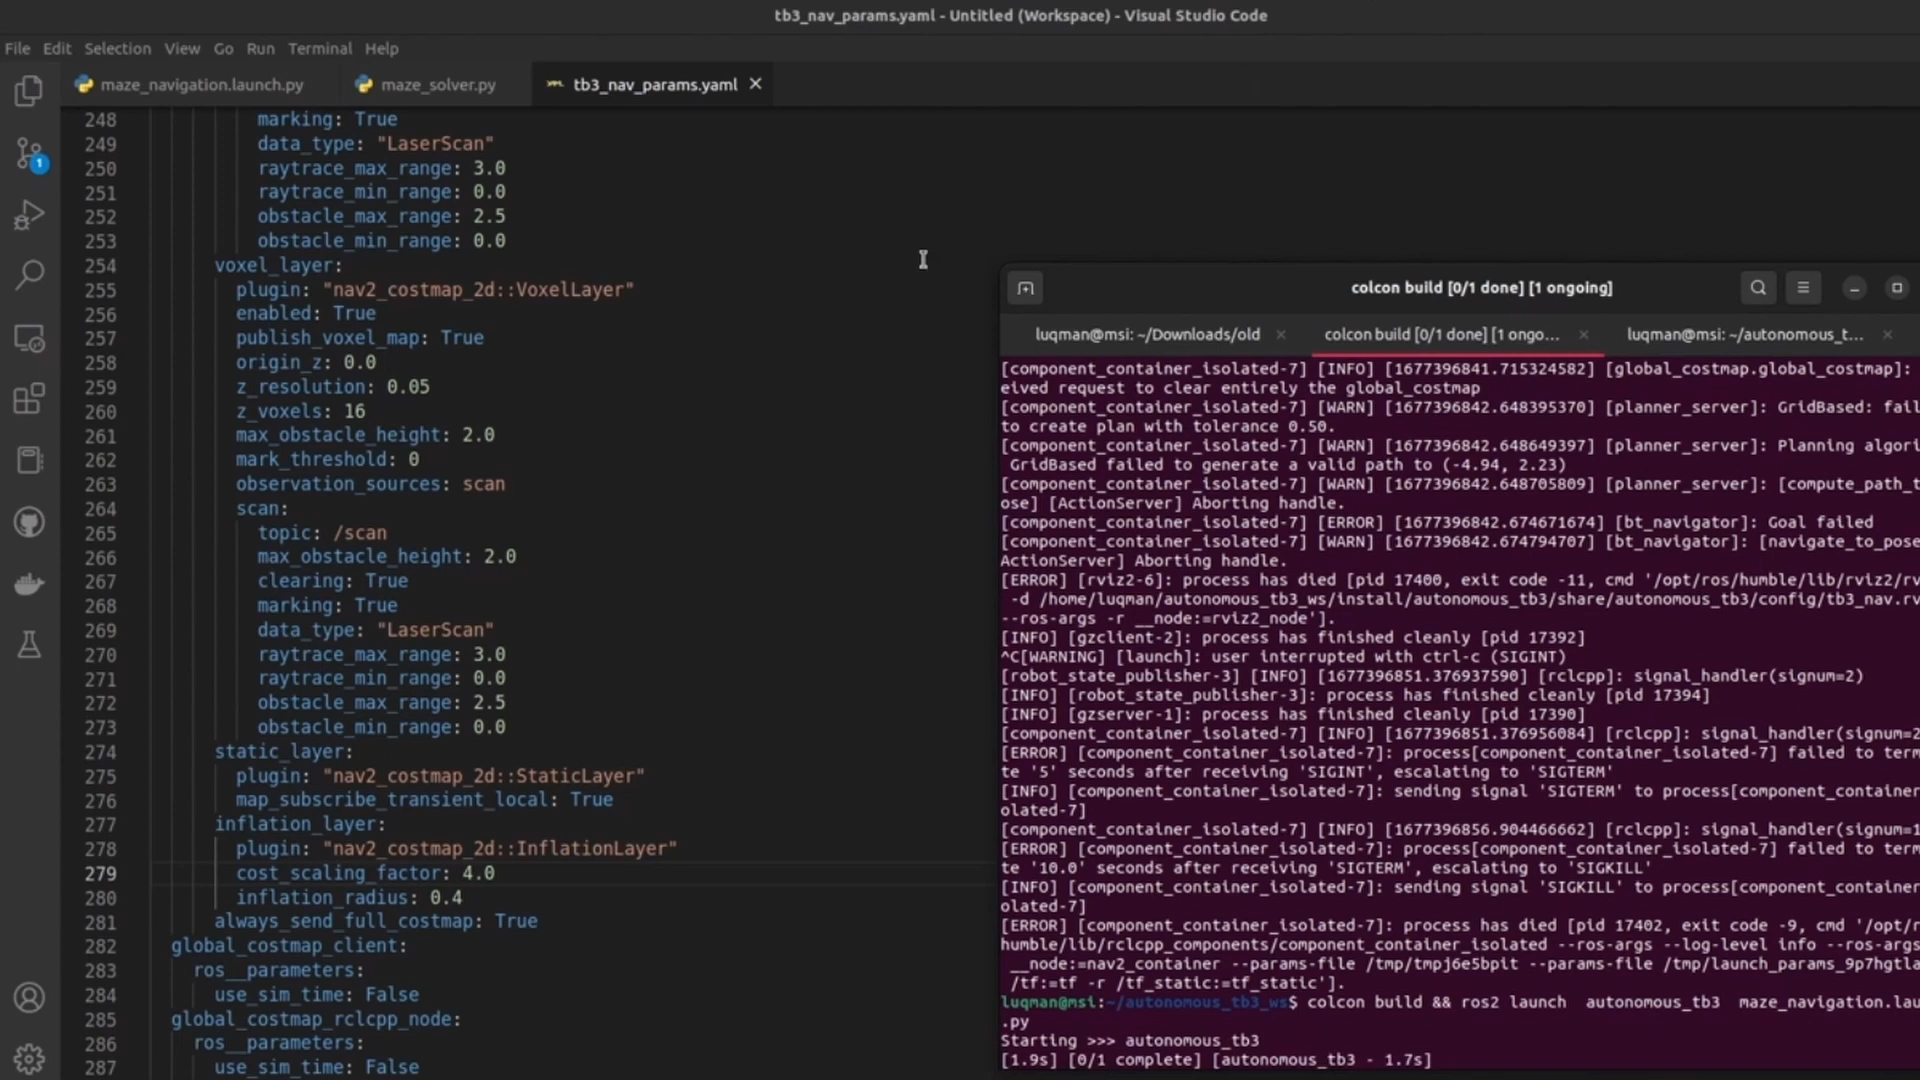 tb3_nav_params.yaml - Untitled (Workspace) - Visual Studio Code
File Edit Selection View Go Run Terminal Help
maze_navigation.launch.py maze_solver.py tb3_nav_params.yaml
248 marking: True
249 data_type: "LaserScan"
250 raytrace_max_range: 3.0
251 raytrace_min_range: 0.0
252 obstacle_max_range: 2.5
253 obstacle_min_range: 0.0
254 voxel_layer:
255 plugin: "nav2_costmap_2d::VoxelLayer"
256 enabled: True
257 publish_voxel_map: True
258 origin_z: 0.0
259 z_resolution: 0.05
260 z_voxels: 16
261 max_obstacle_height: 2.0
262 mark_threshold: 0
263 observation_sources: scan
264 scan:
265 topic: /scan
266 max_obstacle_height: 2.0
267 clearing: True
268 marking: True
269 data_type: "LaserScan"
270 raytrace_max_range: 3.0
271 raytrace_min_range: 0.0
272 obstacle_max_range: 2.5
273 obstacle_min_range: 0.0
274 static_layer:
275 plugin: "nav2_costmap_2d::StaticLayer"
276 map_subscribe_transient_local: True
277 inflation_layer:
278 plugin: "nav2_costmap_2d::InflationLayer"
279 cost_scaling_factor: 4.0
280 inflation_radius: 0.4
281 always_send_full_costmap: True
282 global_costmap_client:
283 ros__parameters:
284 use_sim_time: False
285 global_costmap_rclcpp_node:
286 ros__parameters:
287 use_sim_time: False
1
colcon build [0/1 done] [1 ongoing]
luqman@msi: ~/Downloads/old colcon build [0/1 done] [1 ongo... luqman@msi: ~/autonomous_t...
[component_container_isolated-7] [INFO] [1677396841.715324582] [global_costmap.global_costmap]:
eived request to clear entirely the global_costmap
[component_container_isolated-7] [WARN] [1677396842.648395370] [planner_server]: GridBased: fail
to create plan with tolerance 0.50.
[component_container_isolated-7] [WARN] [1677396842.648649397] [planner_server]: Planning algori
GridBased failed to generate a valid path to (-4.94, 2.23)
[component_container_isolated-7] [WARN] [1677396842.648705809] [planner_server]: [compute_path_t
ose] [ActionServer] Aborting handle.
[component_container_isolated-7] [ERROR] [1677396842.674671674] [bt_navigator]: Goal failed
[component_container_isolated-7] [WARN] [1677396842.674794707] [bt_navigator]: [navigate_to_pose
ActionServer] Aborting handle.
[ERROR] [rviz2-6]: process has died [pid 17400, exit code -11, cmd '/opt/ros/humble/lib/rviz2/rv
-d /home/luqman/autonomous_tb3_ws/install/autonomous_tb3/share/autonomous_tb3/config/tb3_nav.rv
--ros-args -r __node:=rviz2_node'].
[INFO] [gzclient-2]: process has finished cleanly [pid 17392]
^C[WARNING] [launch]: user interrupted with ctrl-c (SIGINT)
[robot_state_publisher-3] [INFO] [1677396851.376937590] [rclcpp]: signal_handler(signum=2)
[INFO] [robot_state_publisher-3]: process has finished cleanly [pid 17394]
[INFO] [gzserver-1]: process has finished cleanly [pid 17390]
[component_container_isolated-7] [INFO] [1677396851.376956084] [rclcpp]: signal_handler(signum=2
[ERROR] [component_container_isolated-7]: process[component_container_isolated-7] failed to term
te '5' seconds after receiving 'SIGINT', escalating to 'SIGTERM'
[INFO] [component_container_isolated-7]: sending signal 'SIGTERM' to process[component_container
olated-7]
[component_container_isolated-7] [INFO] [1677396856.904466662] [rclcpp]: signal_handler(signum=1
[ERROR] [component_container_isolated-7]: process[component_container_isolated-7] failed to term
te '10.0' seconds after receiving 'SIGTERM', escalating to 'SIGKILL'
[INFO] [component_container_isolated-7]: sending signal 'SIGKILL' to process[component_container
olated-7]
[ERROR] [component_container_isolated-7]: process has died [pid 17402, exit code -9, cmd '/opt/r
humble/lib/rclcpp_components/component_container_isolated --ros-args --log-level info --ros-args
__node:=nav2_container --params-file /tmp/tmpj6e5bpit --params-file /tmp/launch_params_9p7hgtla
/tf:=tf -r /tf_static:=tf_static'].
luqman@msi:~/autonomous_tb3_ws$ colcon build && ros2 launch autonomous_tb3 maze_navigation.lau
.py
Starting >>> autonomous_tb3
[1.9s] [0/1 complete] [autonomous_tb3 - 1.7s]